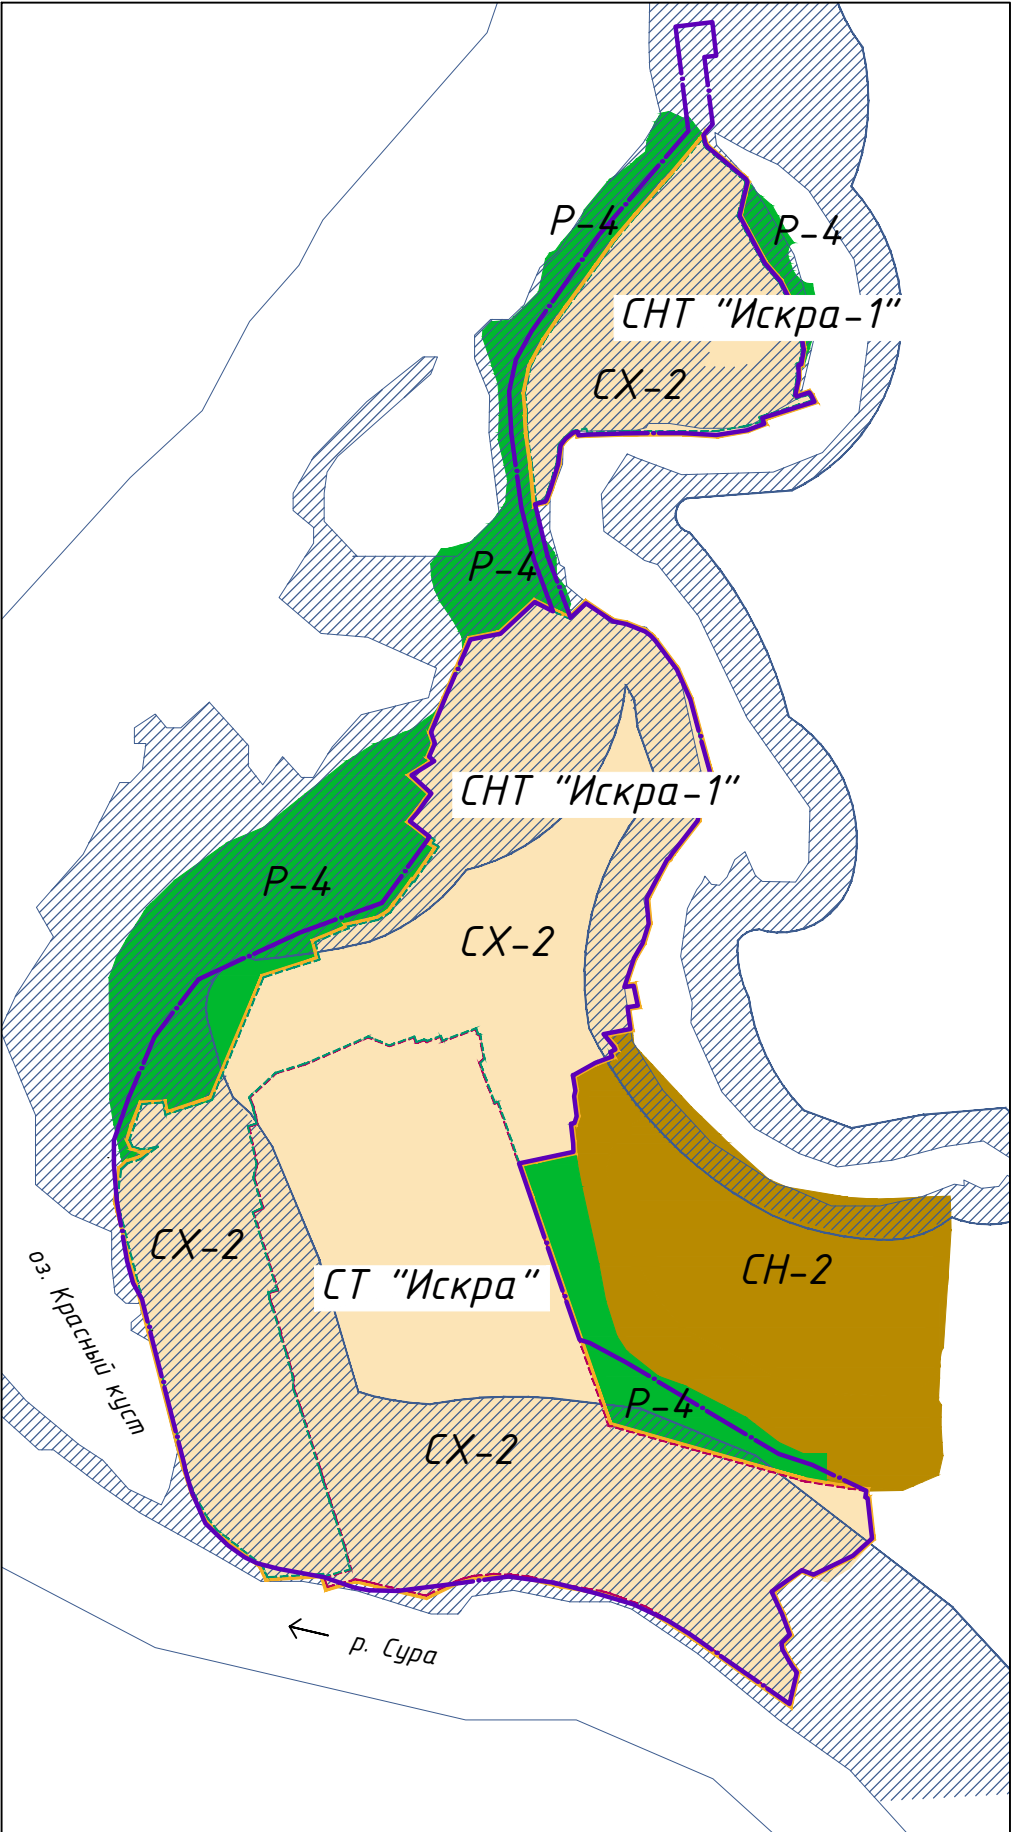 Р-4
Р-4
СНТ "Искра-1"
СХ-2
Р-4
СНТ "Искра-1"
Р-4
СХ-2
СХ-2
СН-2
СТ "Искра"
оз. Красный куст
Р-4
СХ-2
р. Сура